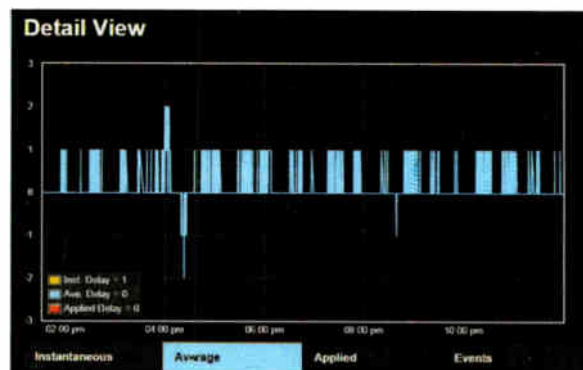 Detail View
3
2
1
0
-1
-2
-3
Inst. Delay = 1
Ave. Delay = 0
Applied Delay = 0
02:00 pm 04:00 pm 06:00 pm 08:00 pm 10:00 pm
Instantaneous Average Applied Events